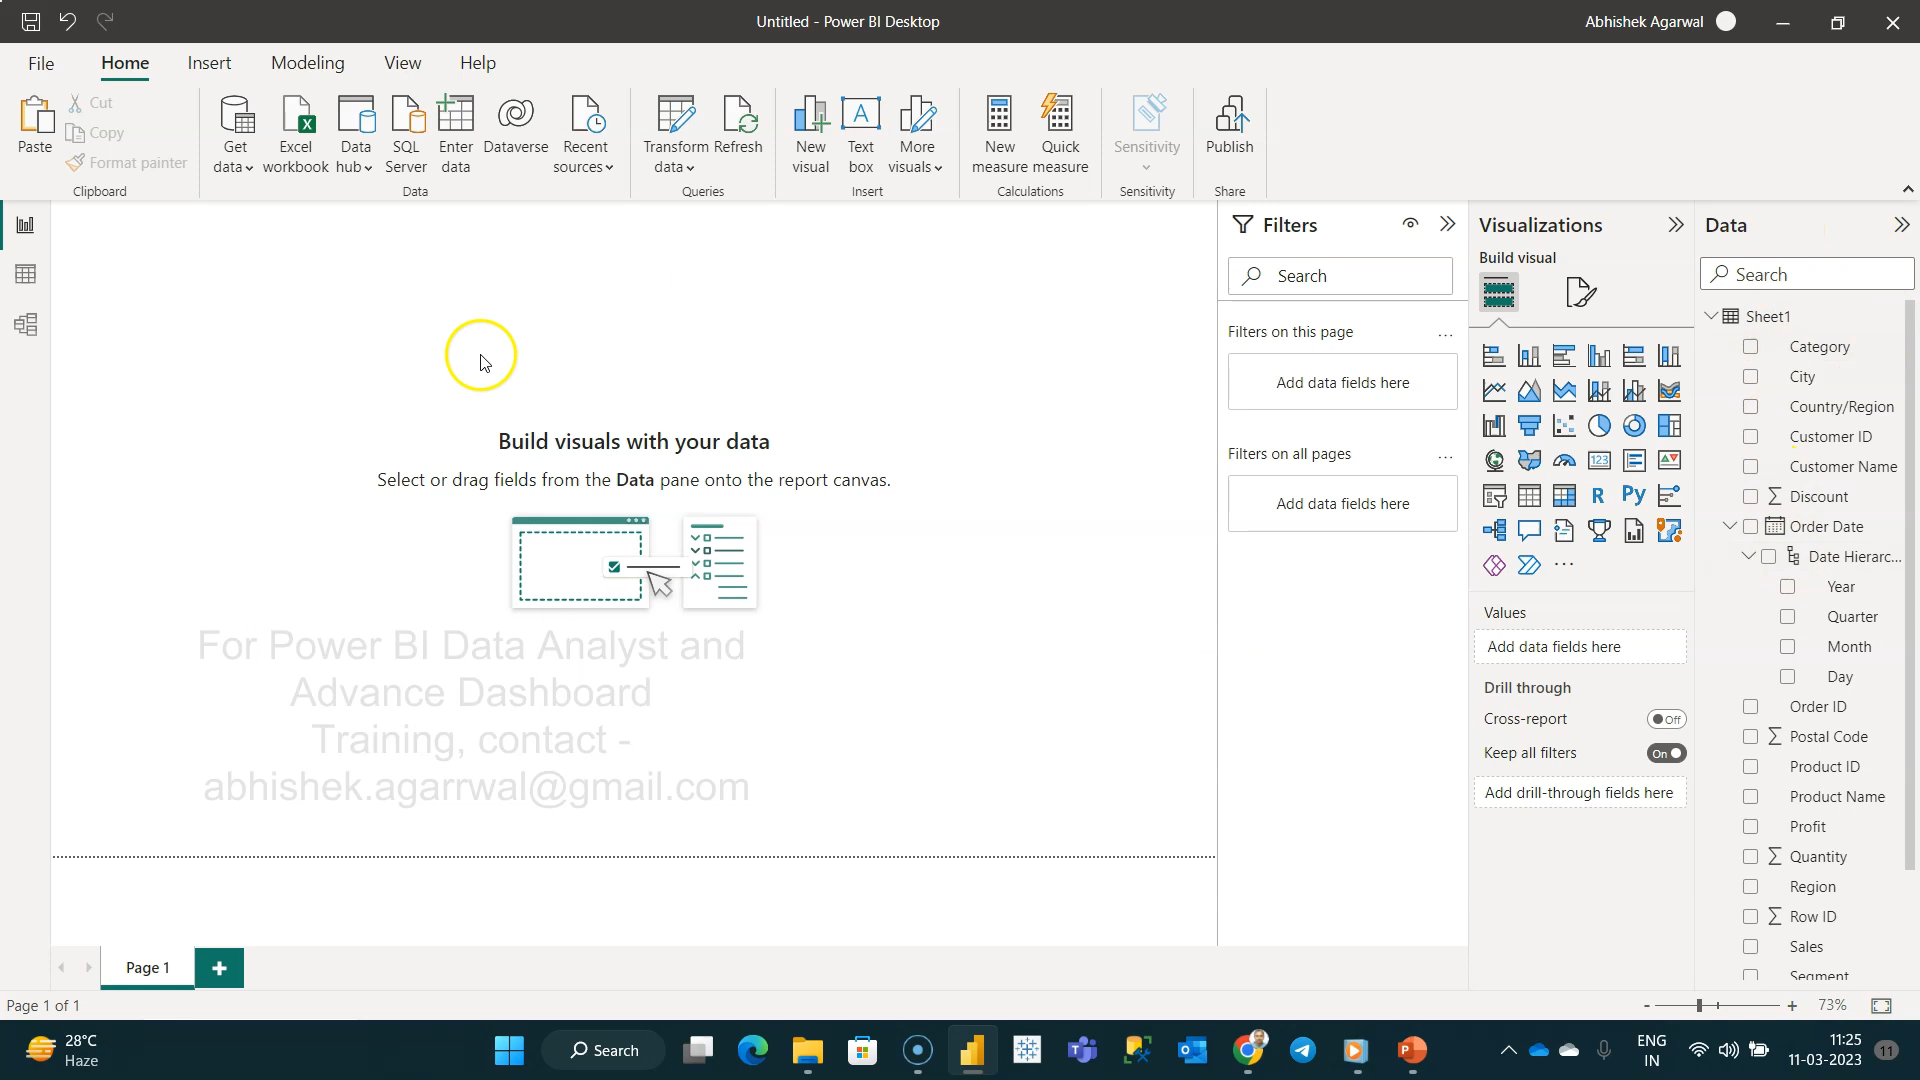 Untitled - Power BI Desktop
Abhishek Agarwal
File
Home
Insert
Modeling
View
Help
Paste
Cut
Copy
Format painter
Clipboard
Get
data
Excel
workbook
Data
hub
SQL
Server
Enter
data
Dataverse
Recent
sources
Data
Transform
data
Refresh
Queries
New
visual
Text
box
More
visuals
Insert
New
measure
Quick
measure
Calculations
Sensitivity
Sensitivity
Publish
Share
Build visuals with your data
Select or drag fields from the Data pane onto the report canvas.
For Power BI Data Analyst and
Advance Dashboard
Training, contact -
abhishek.agarrwal@gmail.com
Filters
Search
Filters on this page
...
Add data fields here
Filters on all pages
...
Add data fields here
Visualizations
Build visual
123
R
Py
...
Values
Add data fields here
Drill through
Cross-report
Off
Keep all filters
On
Add drill-through fields here
Data
Search
Sheet1
Category
City
Country/Region
Customer ID
Customer Name
∑ Discount
Order Date
Date Hierarc...
Year
Quarter
Month
Day
Order ID
∑ Postal Code
Product ID
Product Name
Profit
∑ Quantity
Region
∑ Row ID
Sales
Segment
Page 1
+
Page 1 of 1
- + 73%
28°C
Haze
Search
ENG
IN
11:25
11-03-2023
11